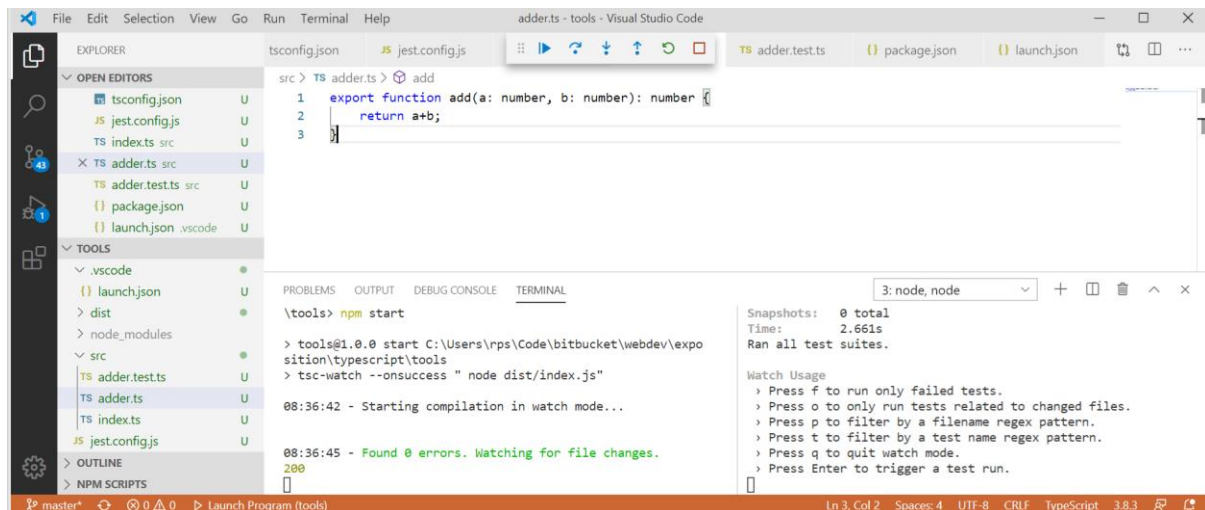 File Edit Selection View Go Run Terminal Help adder.ts - tools - Visual Studio Code
EXPLORER
OPEN EDITORS
tsconfig.json U
JS jest.config.js U
TS index.ts src U
TS adder.ts src U
TS adder.test.ts src U
{} package.json U
{} launch.json .vscode U
TOOLS
.vscode
{} launch.json U
> dist
> node_modules
src
TS adder.test.ts U
TS adder.ts U
TS index.ts U
JS jest.config.js U
> OUTLINE
> NPM SCRIPTS
43
1
tsconfig.json JS jest.config.js TS adder.test.ts {} package.json {} launch.json
src > TS adder.ts > add
1 export function add(a: number, b: number): number {
2 return a+b;
3 }
PROBLEMS OUTPUT DEBUG CONSOLE TERMINAL 3: node, node
\tools> npm start
> tools@1.0.0 start C:\Users\rps\Code\bitbucket\webdev\expo
sition\typescript\tools
> tsc-watch --onsuccess " node dist/index.js"
08:36:42 - Starting compilation in watch mode...
08:36:45 - Found 0 errors. Watching for file changes.
200
Snapshots: 0 total
Time: 2.661s
Ran all test suites.
Watch Usage
› Press f to run only failed tests.
› Press o to only run tests related to changed files.
› Press p to filter by a filename regex pattern.
› Press t to filter by a test name regex pattern.
› Press q to quit watch mode.
› Press Enter to trigger a test run.
master* 0 0 Launch Program (tools) Ln 3, Col 2 Spaces: 4 UTF-8 CRLF TypeScript 3.8.3